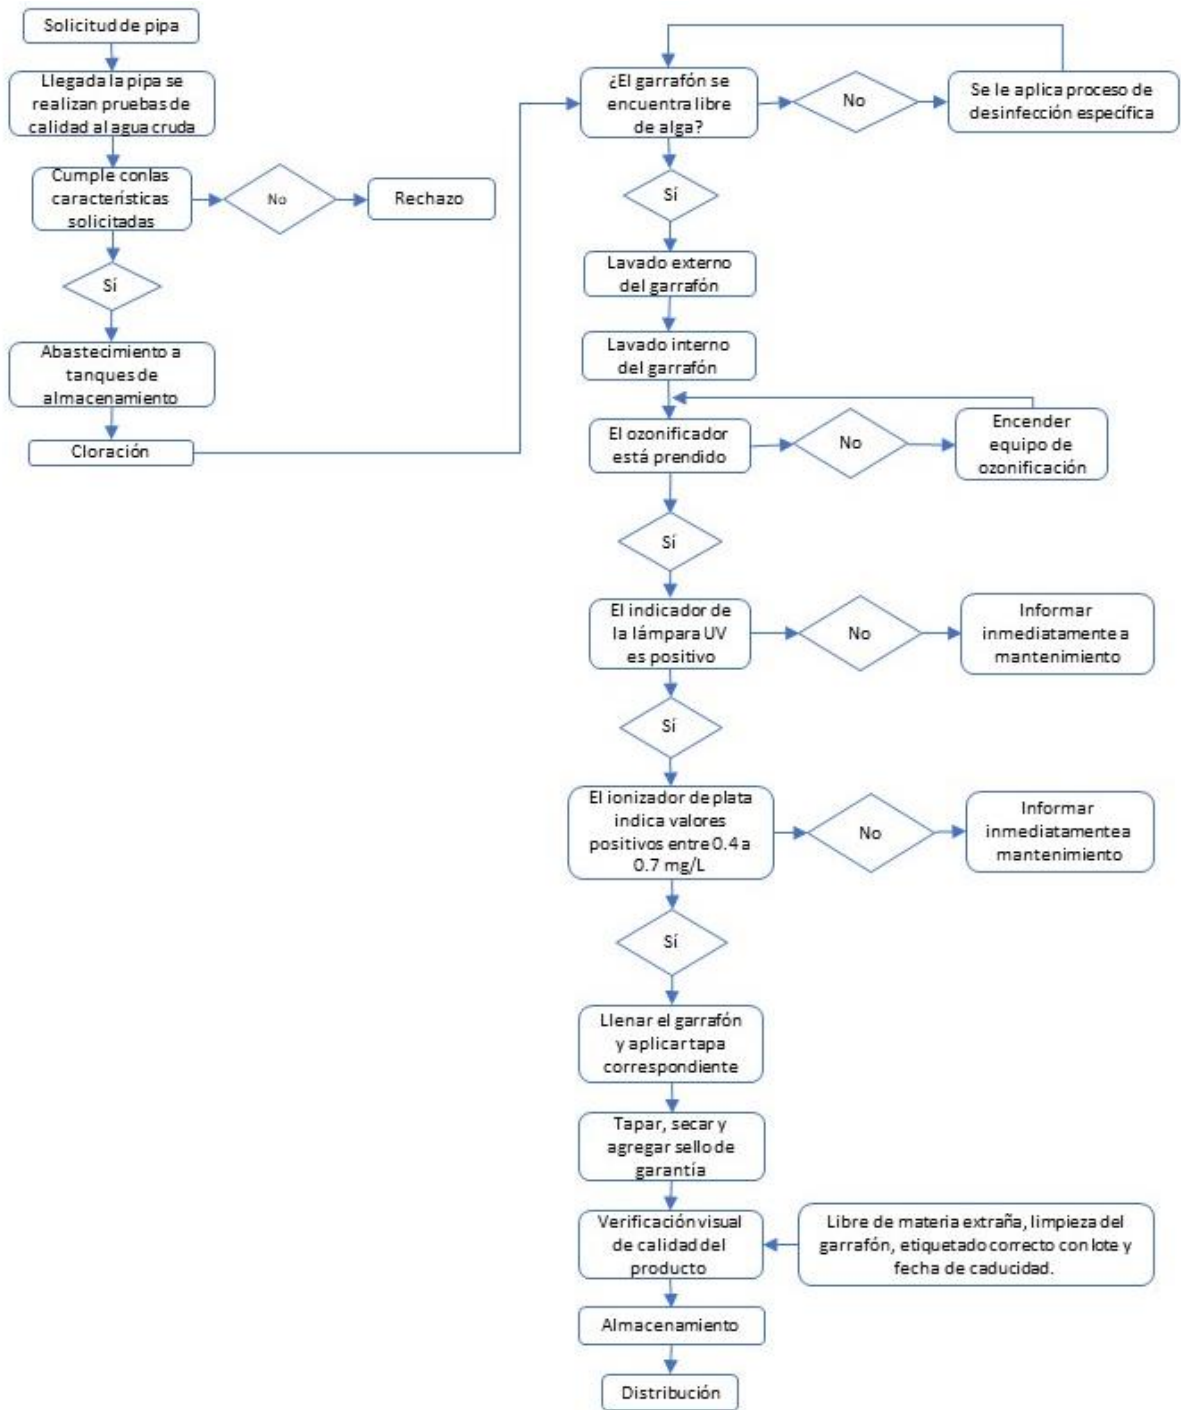 Solicitud de pipa
Llegada la pipa se
realizan pruebas de
calidad al agua cruda
Cumple con las
características
solicitadas
No
Rechazo
Sí
Abastecimiento a
tanques de
almacenamiento
Cloración
¿El garrafón se
encuentra libre
de alga?
No
Se le aplica proceso de
desinfección específica
Sí
Lavado externo
del garrafón
Lavado interno
del garrafón
El ozonificador
está prendido
No
Encender
equipo de
ozonificación
Sí
El indicador de
la lámpara UV
es positivo
No
Informar
inmediatamente a
mantenimiento
Sí
El ionizador de plata
indica valores
positivos entre 0.4 a
0.7 mg/L
No
Informar
inmediatamente a
mantenimiento
Sí
Llenar el garrafón
y aplicar tapa
correspondiente
Tapar, secar y
agregar sello de
garantía
Verificación visual
de calidad del
producto
Libre de materia extraña, limpieza del
garrafón, etiquetado correcto con lote y
fecha de caducidad.
Almacenamiento
Distribución